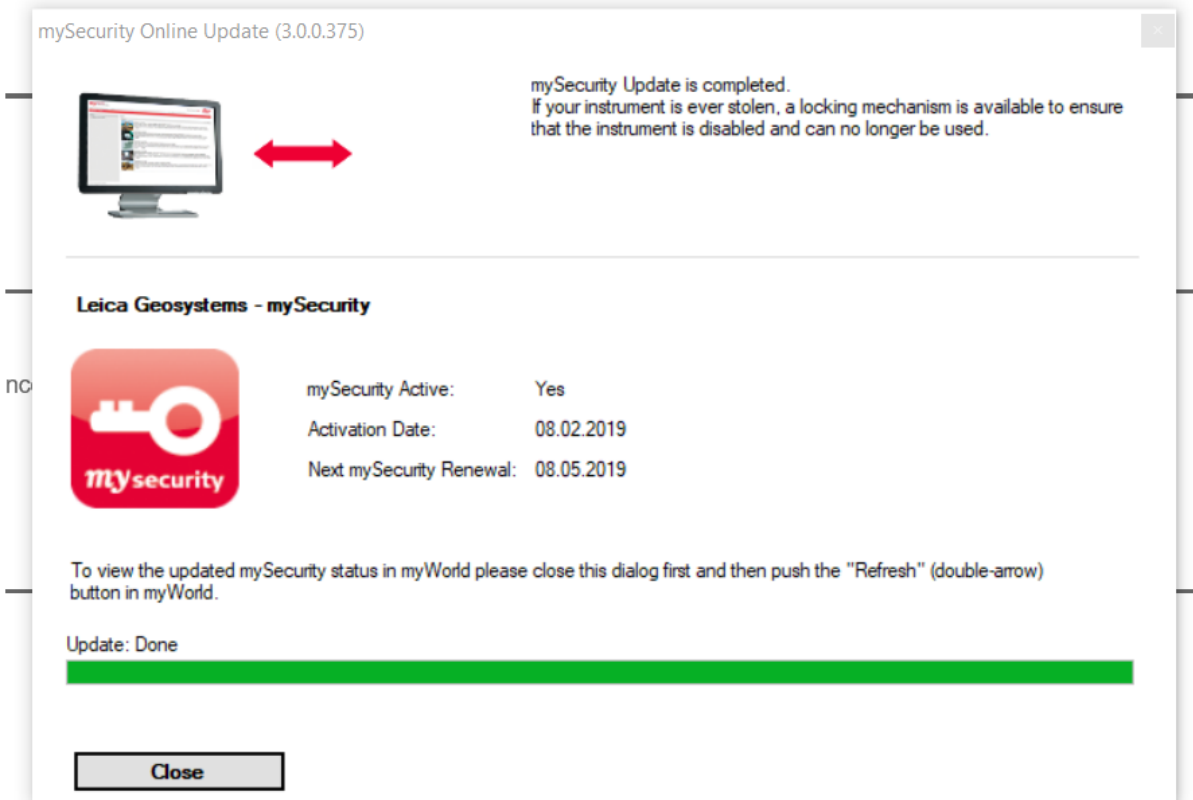 mySecurity Online Update (3.0.0.375)
mySecurity Update is completed.
If your instrument is ever stolen, a locking mechanism is available to ensure
that the instrument is disabled and can no longer be used.
Leica Geosystems - mySecurity
nc
mySecurity Active: Yes
Activation Date: 08.02.2019
mysecurity
Next mySecurity Renewal: 08.05.2019
To view the updated mySecurity status in myWorld please close this dialog first and then push the "Refresh" (double-arrow)
button in myWorld.
Update: Done
Close